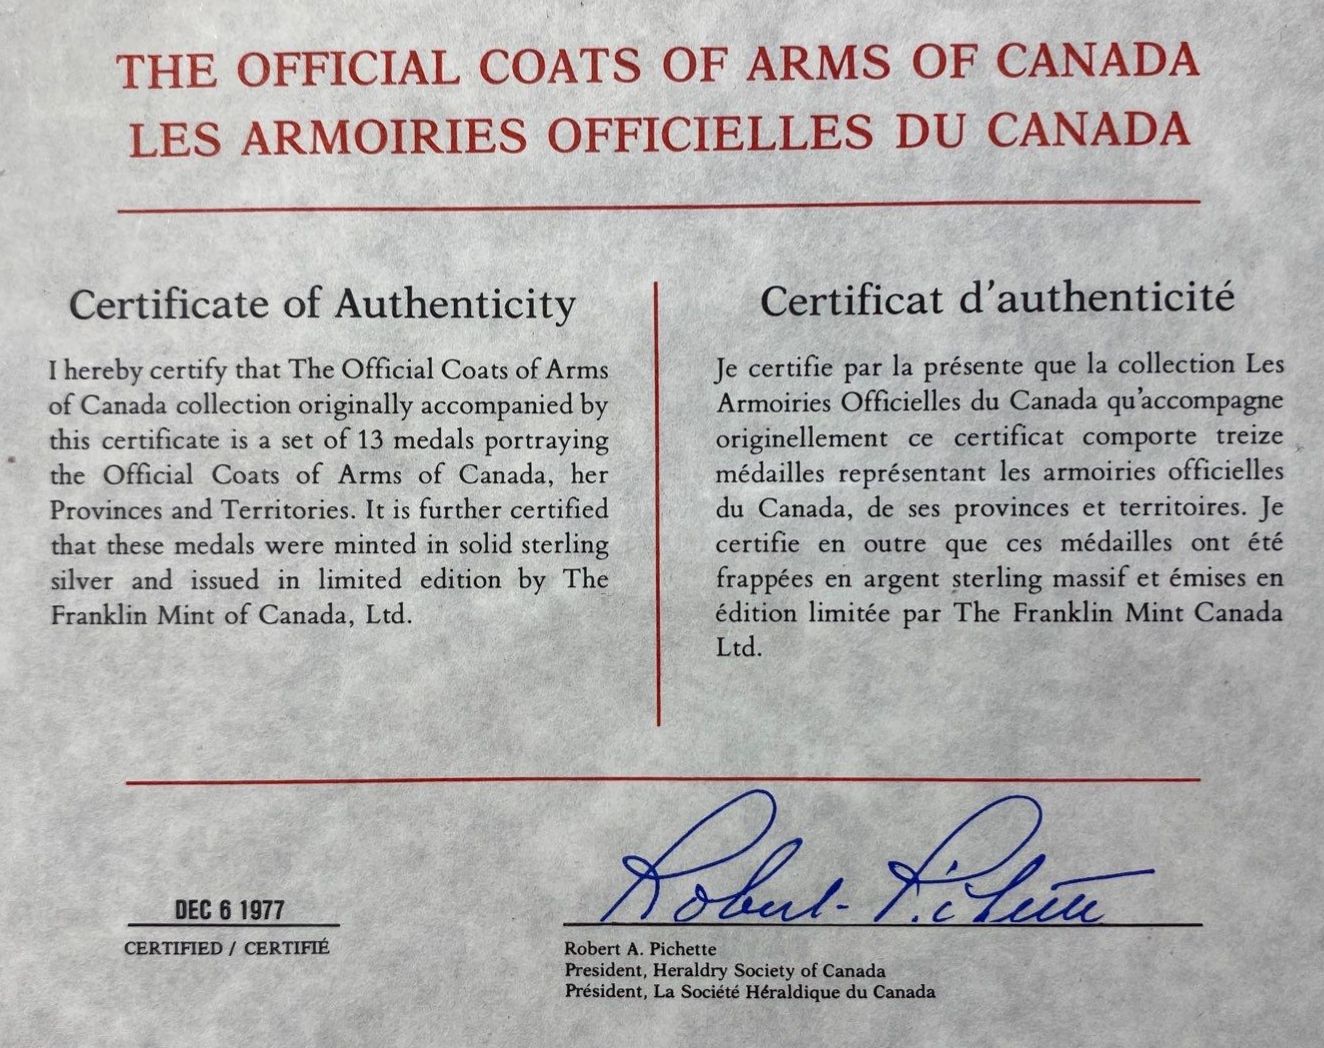 THE OFFICIAL COATS OF ARMS OF CANADA
LES ARMOIRIES OFFICIELLES DU CANADA
Certificate of Authenticity
I hereby certify that The Official Coats of Arms
of Canada collection originally accompanied by
this certificate is a set of 13 medals portraying
the Official Coats of Arms of Canada, her
Provinces and Territories. It is further certified
that these medals were minted in solid sterling
silver and issued in limited edition by The
Franklin Mint of Canada, Ltd.
Certificat d'authenticité
Je certifie par la présente que la collection Les
Armoiries Officielles du Canada qu'accompagne
originellement ce certificat comporte treize
médailles représentant les armoiries officielles
du Canada, de ses provinces et territoires. Je
certifie en outre que ces médailles ont été
frappées en argent sterling massif et émises en
édition limitée par The Franklin Mint Canada
Ltd.
DEC 6 1977
CERTIFIED / CERTIFIÉ
Robert Pichette
Robert A. Pichette
President, Heraldry Society of Canada
Président, La Société Héraldique du Canada